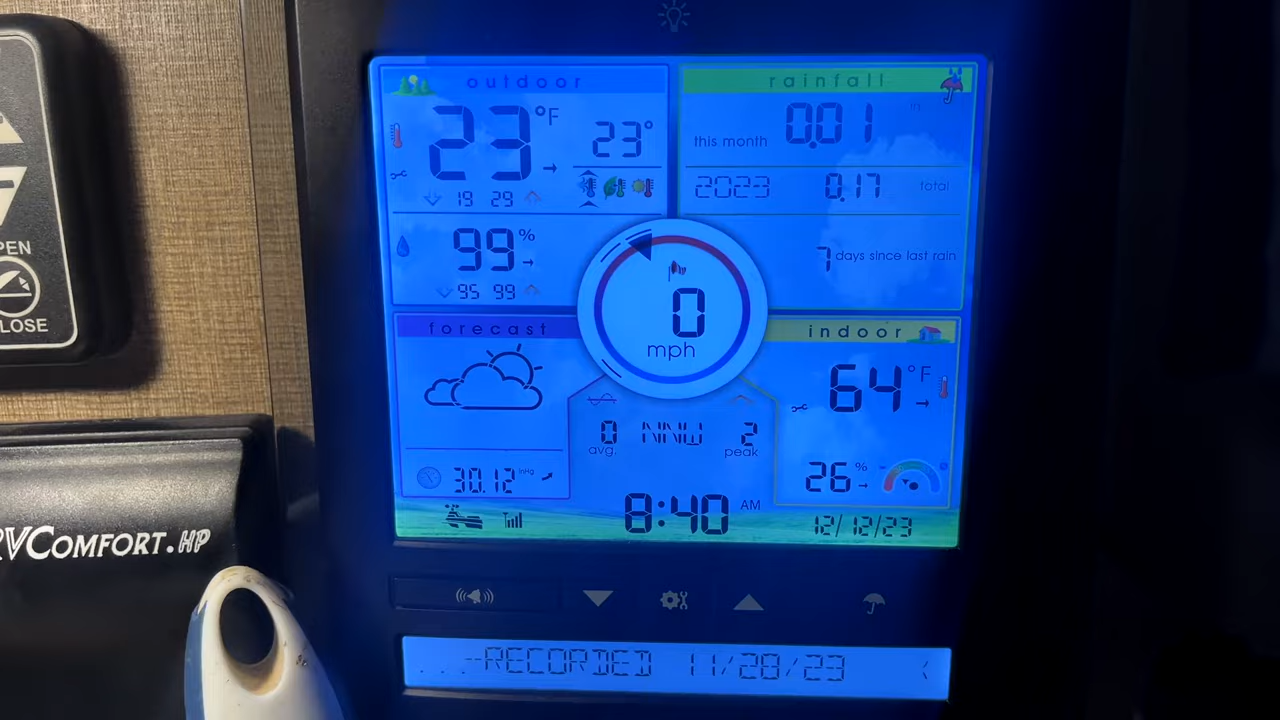 outdoor
23 °F
23°
19 29
99 %
95 99
rainfall
this month 0.01 in
2023 0.17 total
7 days since last rain
0
mph
forecast
30.12 inHg
0 NNW 2
avg. peak
indoor
64 °F
26 %
8:40 AM
12/12/23
RECORDED 11/28/23
PEN
LOSE
RVCOMFORT.HP